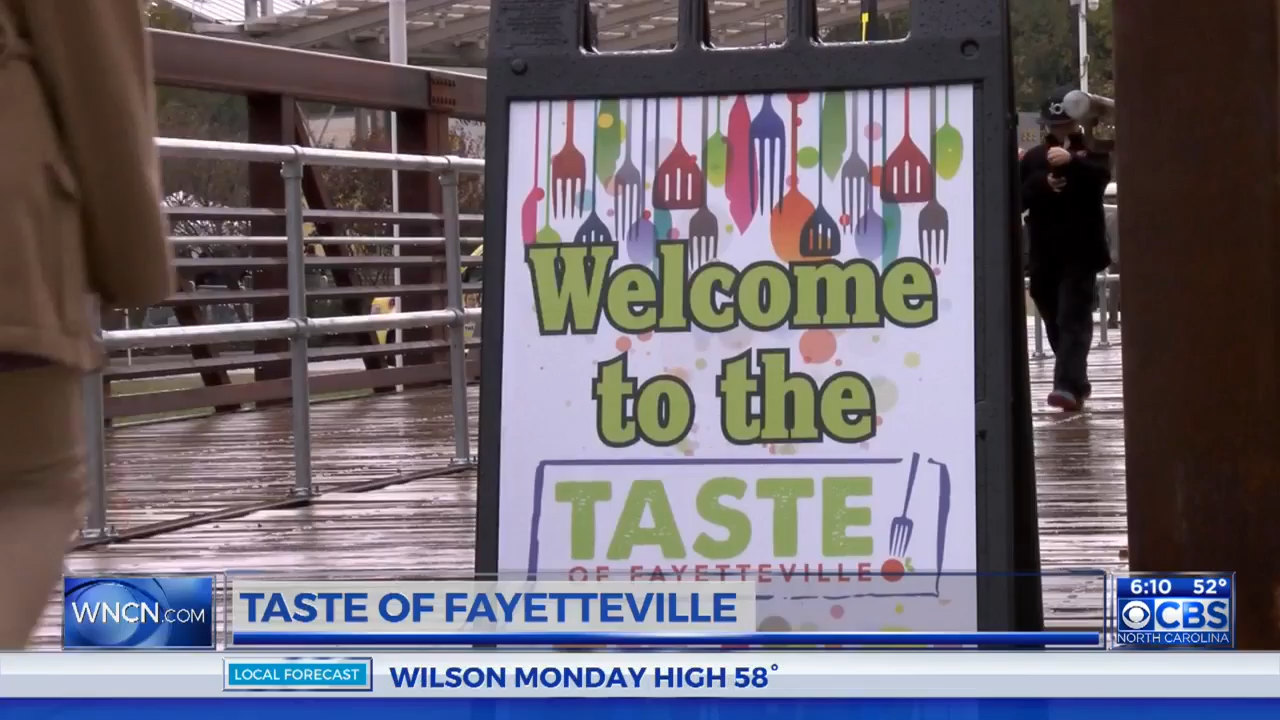 Welcome
to the
TASTE
OF FAYETTEVILLE
WNCN.COM
TASTE OF FAYETTEVILLE
6:10 52°
CBS
NORTH CAROLINA
LOCAL FORECAST
WILSON MONDAY HIGH 58°